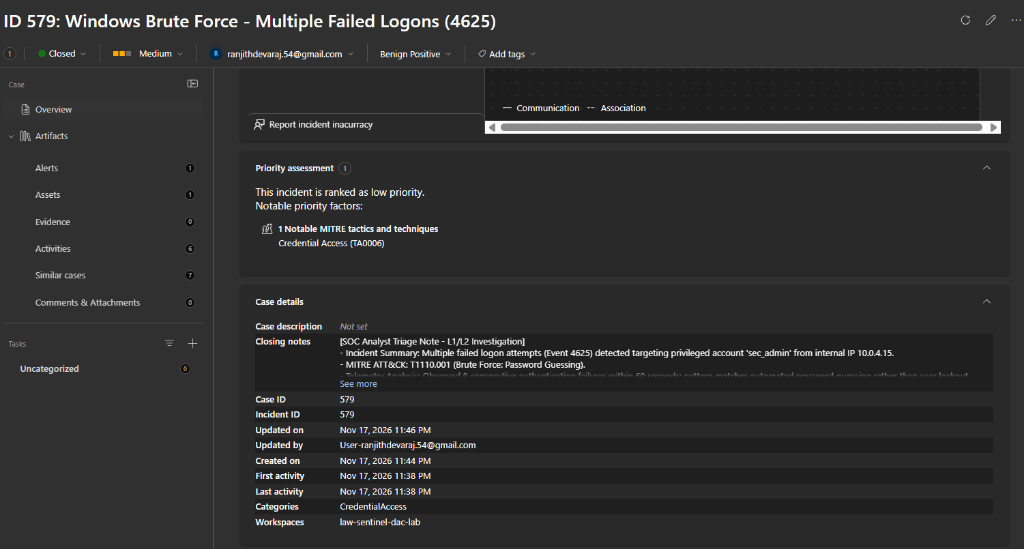 ID 579: Windows Brute Force - Multiple Failed Logons (4625)
1 Closed Medium R ranjithdevaraj.54@gmail.com Benign Positive Add tags
Case
Overview
Artifacts
Alerts 1
Assets 1
Evidence 0
Activities 6
Similar cases 7
Comments & Attachments 0
Tasks
Uncategorized 0
Communication Association
Report incident inacurracy
Priority assessment 1
This incident is ranked as low priority.
Notable priority factors:
1 Notable MITRE tactics and techniques
Credential Access (TA0006)
Case details
Case description Not set
Closing notes [SOC Analyst Triage Note - L1/L2 Investigation]
- Incident Summary: Multiple failed logon attempts (Event 4625) detected targeting privileged account 'sec_admin' from internal IP 10.0.4.15.
- MITRE ATT&CK: T1110.001 (Brute Force: Password Guessing).
See more
Case ID 579
Incident ID 579
Updated on Nov 17, 2026 11:46 PM
Updated by User-ranjithdevaraj.54@gmail.com
Created on Nov 17, 2026 11:44 PM
First activity Nov 17, 2026 11:38 PM
Last activity Nov 17, 2026 11:38 PM
Categories CredentialAccess
Workspaces law-sentinel-dac-lab